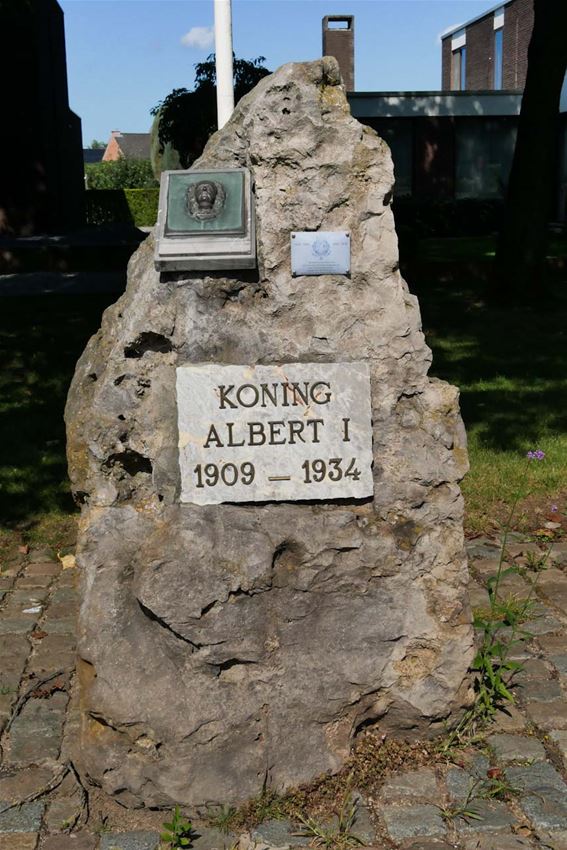 KONING
ALBERT I
1909 — 1934